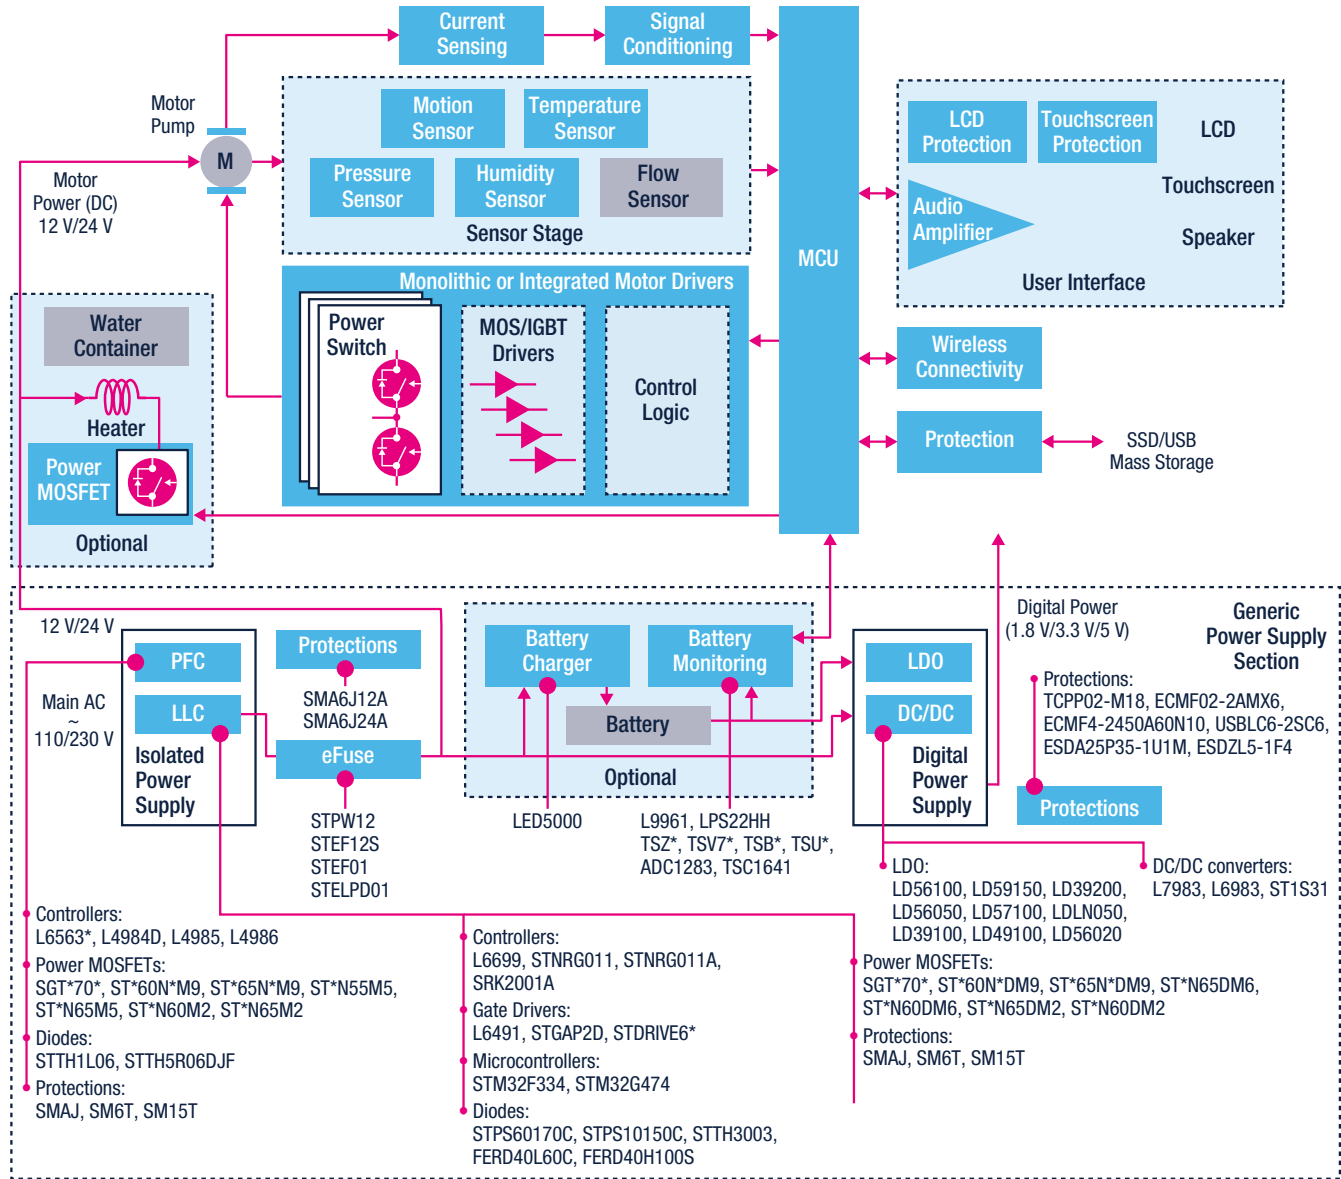 Current
Sensing
Signal
Conditioning
Motor
Pump
M
Motor
Power (DC)
12 V/24 V
Motion
Sensor
Temperature
Sensor
Pressure
Sensor
Humidity
Sensor
Flow
Sensor
Sensor Stage
MCU
LCD
Protection
Touchscreen
Protection
LCD
Touchscreen
Audio
Amplifier
Speaker
User Interface
Monolithic or Integrated Motor Drivers
Power
Switch
MOS/IGBT
Drivers
Control
Logic
Water
Container
Heater
Power
MOSFET
Optional
Wireless
Connectivity
Protection
SSD/USB
Mass Storage
12 V/24 V
PFC
Main AC
~
110/230 V
LLC
Isolated
Power
Supply
Protections
SMA6J12A
SMA6J24A
eFuse
STPW12
STEF12S
STEF01
STELPD01
Battery
Charger
Battery
Monitoring
Battery
Optional
LED5000
L9961, LPS22HH
TSZ*, TSV7*, TSB*, TSU*,
ADC1283, TSC1641
LDO
DC/DC
Digital
Power
Supply
Digital Power
(1.8 V/3.3 V/5 V)
Generic
Power Supply
Section
Protections:
TCPP02-M18, ECMF02-2AMX6,
ECMF4-2450A60N10, USBLC6-2SC6,
ESDA25P35-1U1M, ESDZL5-1F4
Protections
LDO:
LD56100, LD59150, LD39200,
LD56050, LD57100, LDLN050,
LD39100, LD49100, LD56020
DC/DC converters:
L7983, L6983, ST1S31
Controllers:
L6563*, L4984D, L4985, L4986
Power MOSFETs:
SGT*70*, ST*60N*M9, ST*65N*M9, ST*N55M5,
ST*N65M5, ST*N60M2, ST*N65M2
Diodes:
STTH1L06, STTH5R06DJF
Protections:
SMAJ, SM6T, SM15T
Controllers:
L6699, STNRG011, STNRG011A,
SRK2001A
Gate Drivers:
L6491, STGAP2D, STDRIVE6*
Microcontrollers:
STM32F334, STM32G474
Diodes:
STPS60170C, STPS10150C, STTH3003,
FERD40L60C, FERD40H100S
Power MOSFETs:
SGT*70*, ST*60N*DM9, ST*65N*DM9, ST*N65DM6,
ST*N60DM6, ST*N65DM2, ST*N60DM2
Protections:
SMAJ, SM6T, SM15T